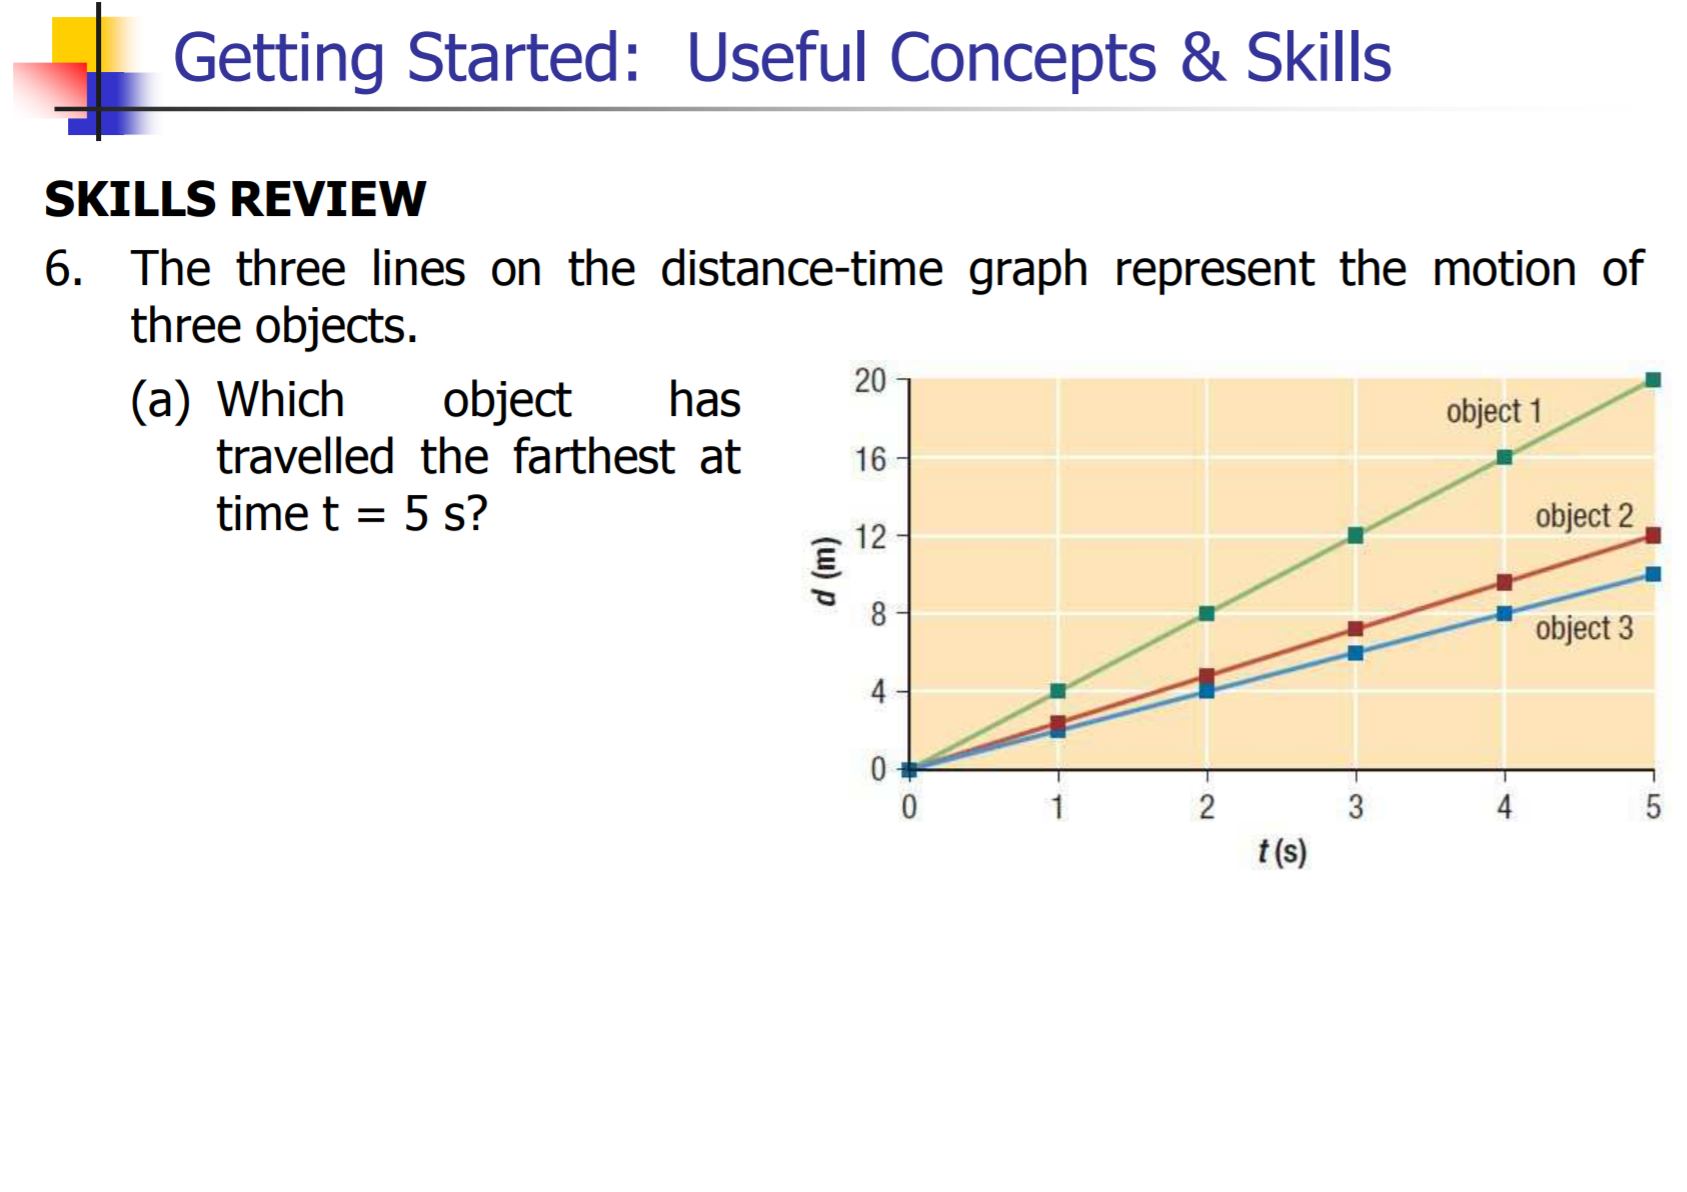 Getting Started: Useful Concepts & Skills
SKILLS REVIEW
6. The three lines on the distance-time graph represent the motion of
three objects.
(a) Which object has
travelled the farthest at
time t = 5 s?
20
16
12
8
4
0
d (m)
object 1
object 2
object 3
0 1 2 3 4 5
t (s)